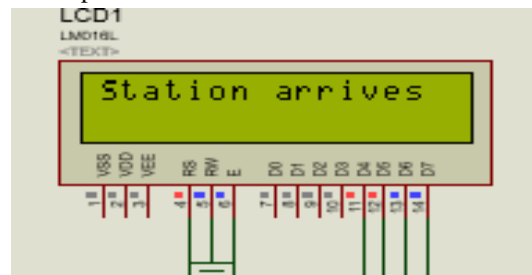 LCD1
LM016L
<TEXT>
Station arrives
VSS VDD VEE RS RW E D0 D1 D2 D3 D4 D5 D6 D7
1 2 3 4 5 6 7 8 9 10 11 12 13 14